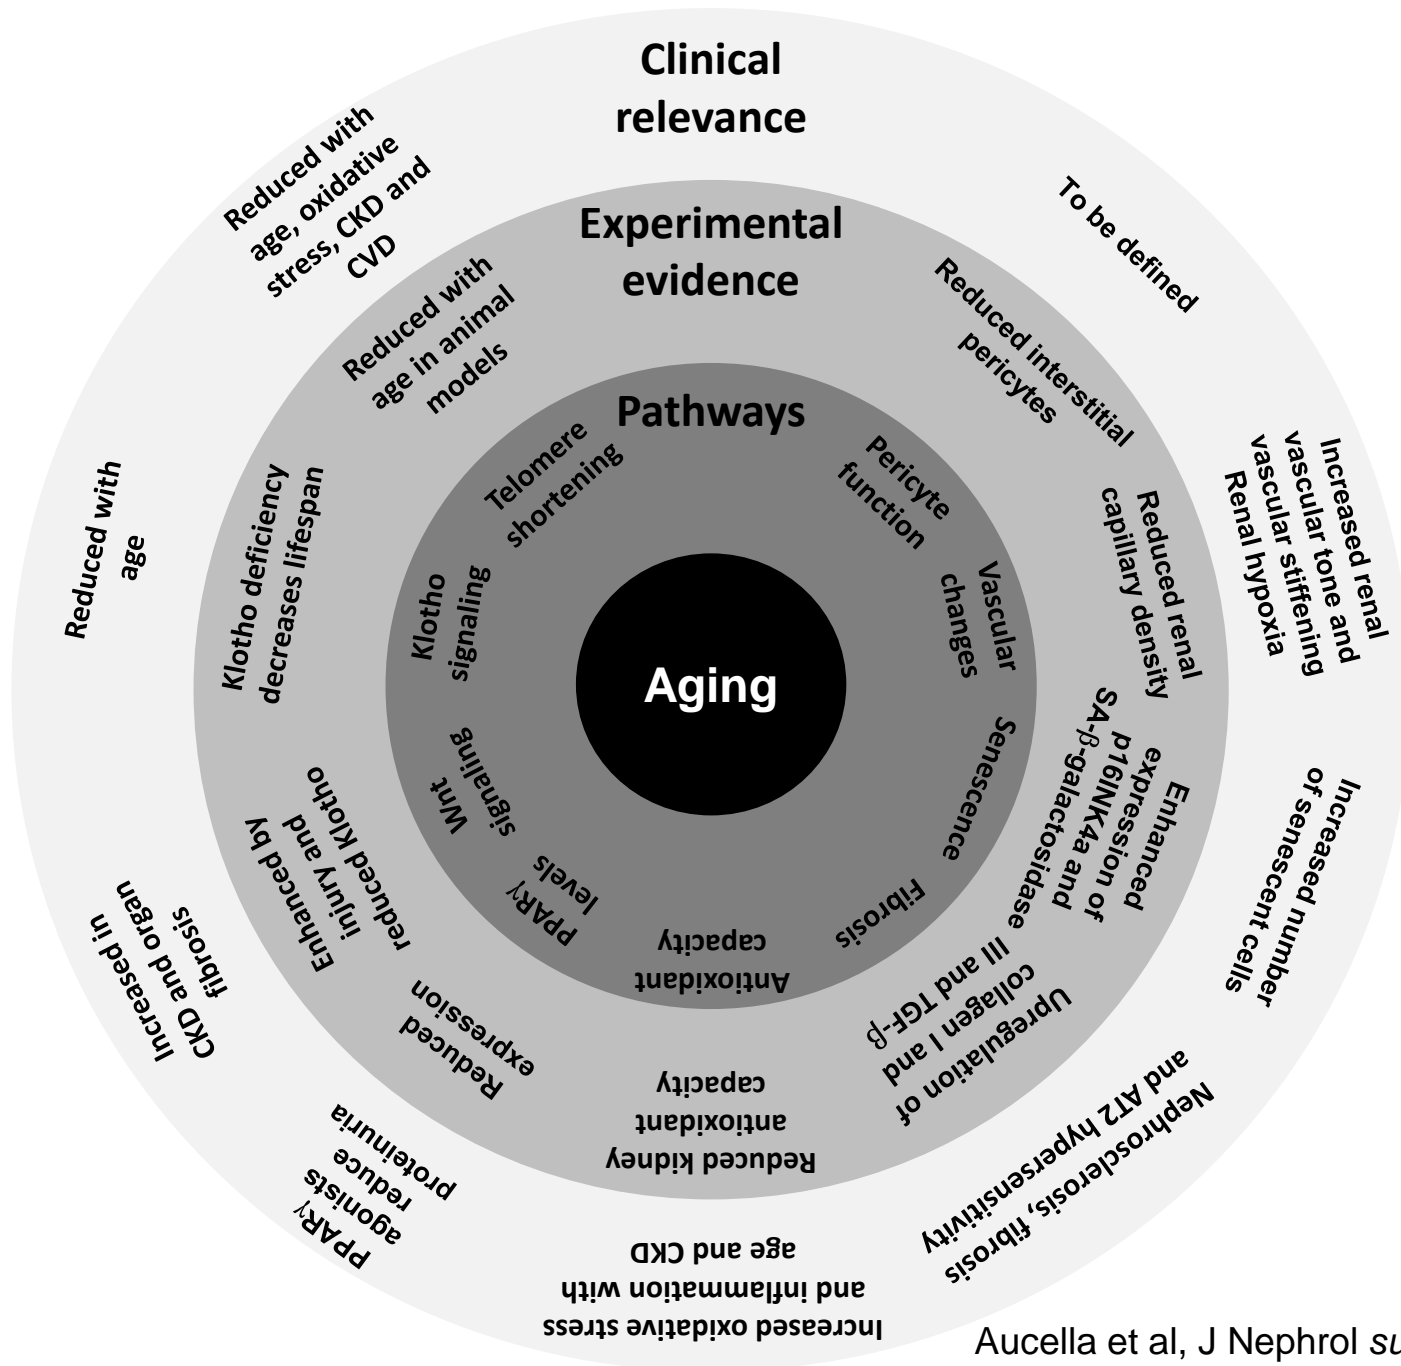 Clinical
relevance
Experimental
evidence
Pathways
Aging
Telomere
shortening
Reduced with
age in animal
models
Reduced with
age, oxidative
stress, CKD and
CVD
Pericyte
function
Reduced interstitial
pericytes
To be defined
Vascular
changes
Reduced renal
capillary density
Increased renal
vascular tone and
vascular stiffening
Renal hypoxia
Senescence
Enhanced
expression of
p16INK4a and
SA-β-galactosidase
Increased number
of senescent cells
Fibrosis
Upregulation of
collagen I and
III and TGF-β
Nephrosclerosis, fibrosis
and AT2 hypersensitivity
Antioxidant
capacity
Reduced kidney
antioxidant
capacity
Increased oxidative stress
and inflammation with
age and CKD
PPARγ
levels
Reduced
expression
PPARγ
agonists
reduce
proteinuria
Wnt
signaling
Enhanced by
injury and
reduced Klotho
Increased in
CKD and organ
fibrosis
Klotho
signaling
Klotho deficiency
decreases lifespan
Reduced with
age
Aucella et al, J Nephrol su